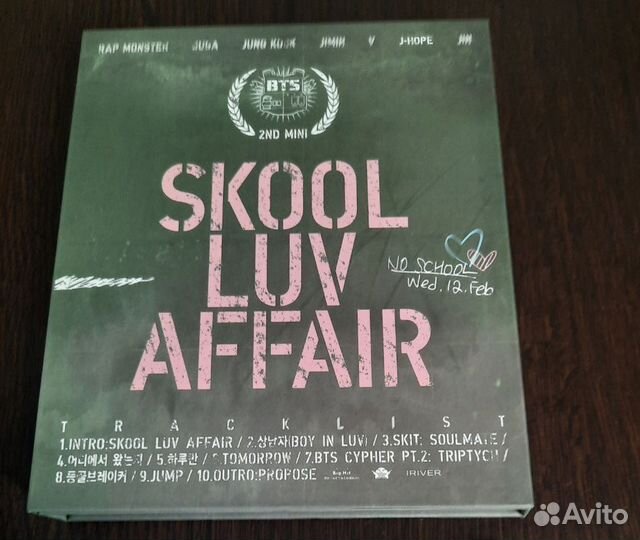 RAP MONSTER SUGA JUNG KOOK JIMIN V J-HOPE JIN
BTS
2ND MINI
SKOOL
LUV
AFFAIR
NO SCHOOL
Wed. 12. Feb
TRACKLIST
1.INTRO:SKOOL LUV AFFAIR / 2.상남자(BOY IN LUV) / 3.SKIT: SOULMATE /
4.어디에서 왔는지 / 5.하루만 / 6.TOMORROW / 7.BTS CYPHER PT.2: TRIPTYCH /
8.등골브레이커 / 9.JUMP / 10.OUTRO:PROPOSE Big Hit IRIVER
Avito